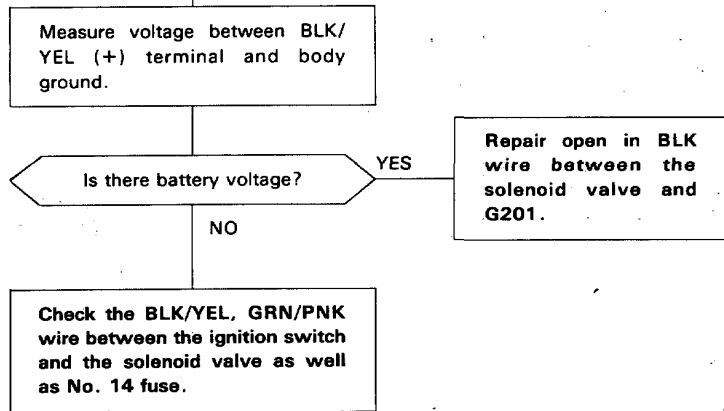 Measure voltage between BLK/
YEL (+) terminal and body
ground.
Is there battery voltage?
YES
Repair open in BLK
wire between the
solenoid valve and
G201.
NO
Check the BLK/YEL, GRN/PNK
wire between the ignition switch
and the solenoid valve as well
as No. 14 fuse.